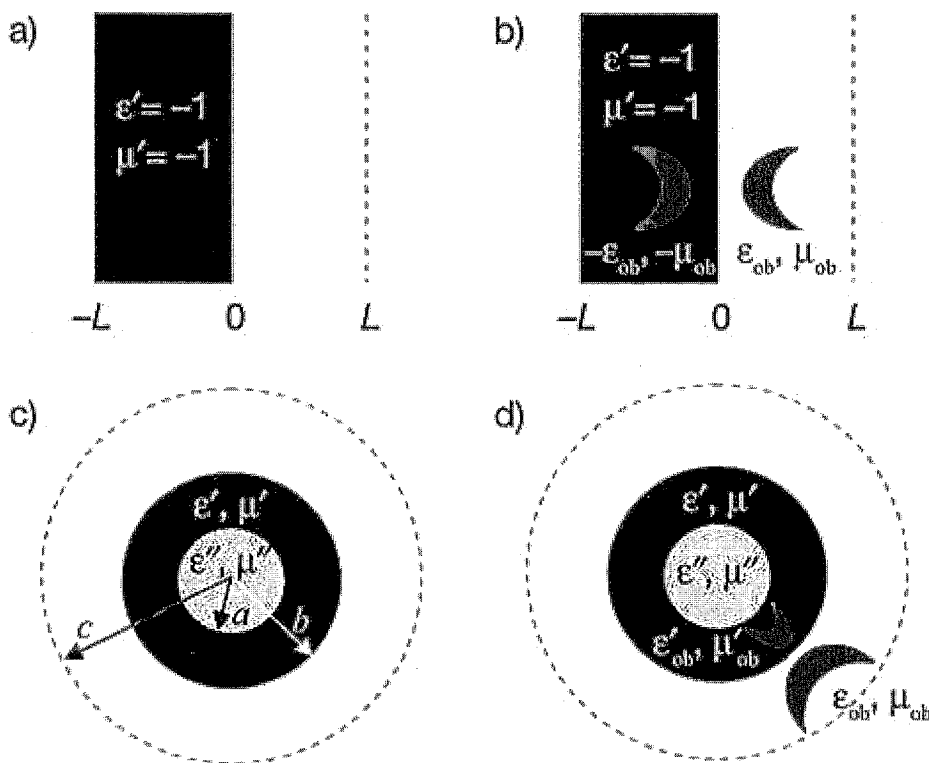 a)
ε′= −1
μ′= −1
−L
0
L
b)
ε′= −1
μ′= −1
−ε_ob, −μ_ob
ε_ob, μ_ob
−L
0
L
c)
ε′, μ′
ε″, μ″
a
b
c
d)
ε′, μ′
ε″, μ″
ε′_ob, μ′_ob
ε_ob, μ_ob